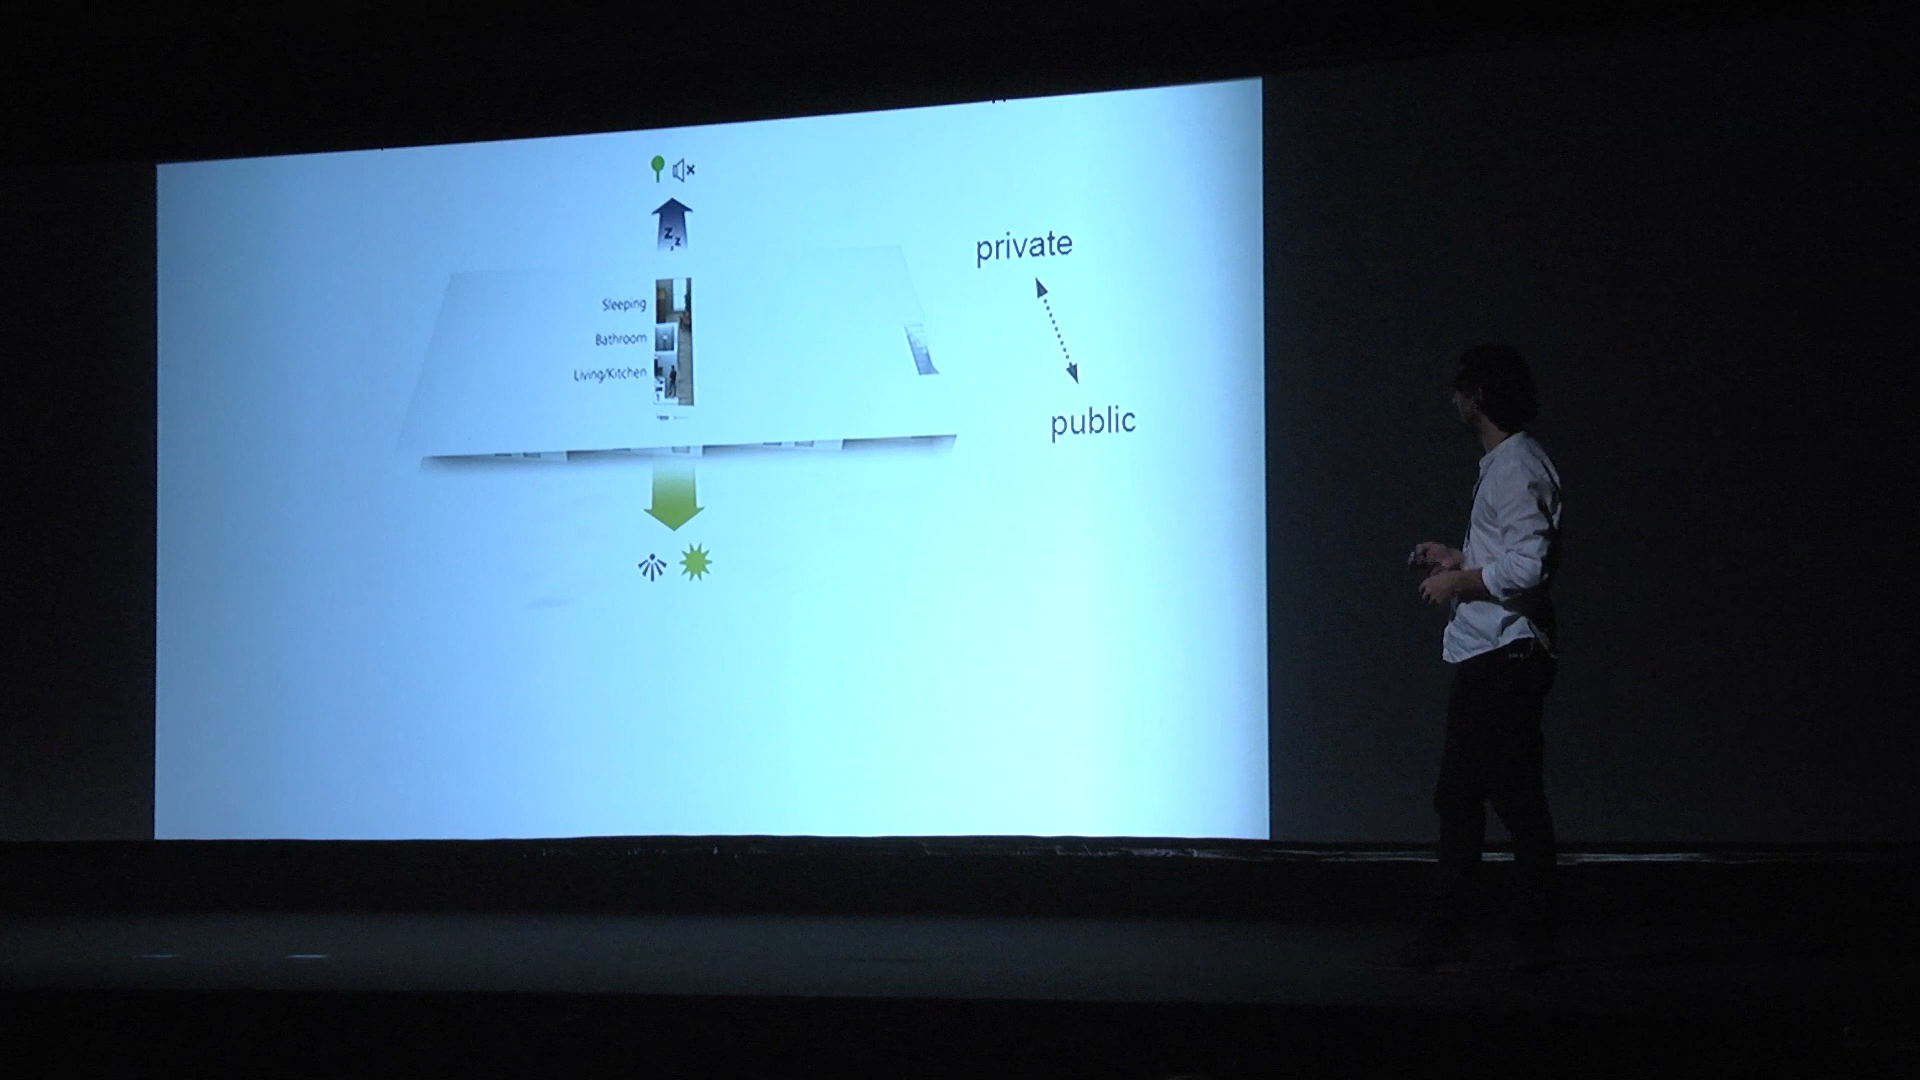 z
z
z
private
Sleeping
Bathroom
Living/Kitchen
public